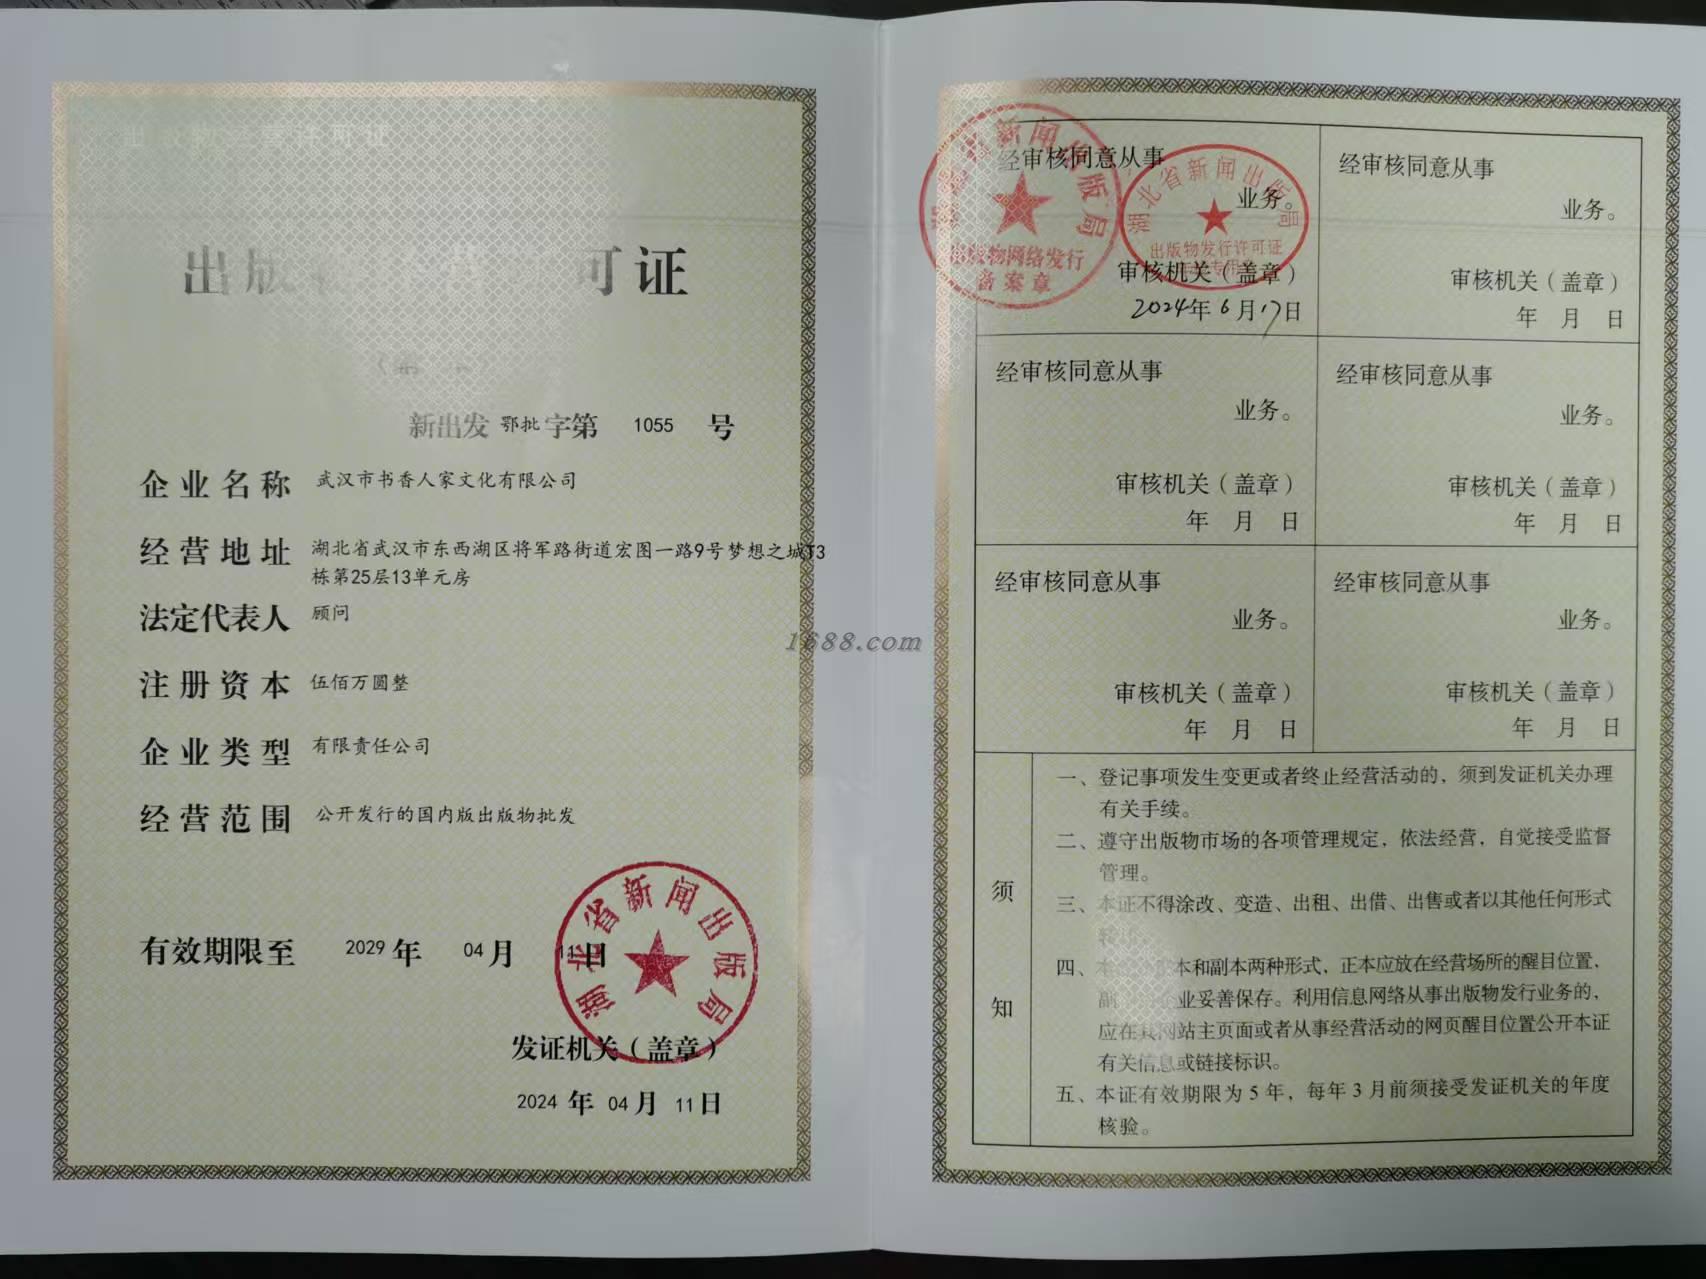 出版 营 可证
新出发 鄂批 字第 1055 号
企业名称 武汉市书香人家文化有限公司
经营地址 湖北省武汉市东西湖区将军路街道宏图一路9号梦想之城T3
栋第25层13单元房
法定代表人 顾问
注册资本 伍佰万圆整
企业类型 有限责任公司
经营范围 公开发行的国内版出版物批发
有效期限至 2029 年 04 月 11 日
湖北省新闻出版局
发证机关（盖章）
2024 年 04 月 11 日
1688.com
经审核同意从事
业务。
审核机关（盖章）
2024年6月17日
新闻出版局
出版物网络发行
备案章
湖北省新闻出版局
出版物发行许可证
专用
经审核同意从事
业务。
审核机关（盖章）
年 月 日
经审核同意从事
业务。
审核机关（盖章）
年 月 日
经审核同意从事
业务。
审核机关（盖章）
年 月 日
经审核同意从事
业务。
审核机关（盖章）
年 月 日
经审核同意从事
业务。
审核机关（盖章）
年 月 日
须知
一、登记事项发生变更或者终止经营活动的，须到发证机关办理
有关手续。
二、遵守出版物市场的各项管理规定，依法经营，自觉接受监督
管理。
三、本证不得涂改、变造、出租、出借、出售或者以其他任何形式
四、本 本和副本两种形式，正本应放在经营场所的醒目位置，
副 业妥善保存。利用信息网络从事出版物发行业务的，
应在其网站主页面或者从事经营活动的网页醒目位置公开本证
有关信息或链接标识。
五、本证有效期限为 5 年，每年 3 月前须接受发证机关的年度
核验。